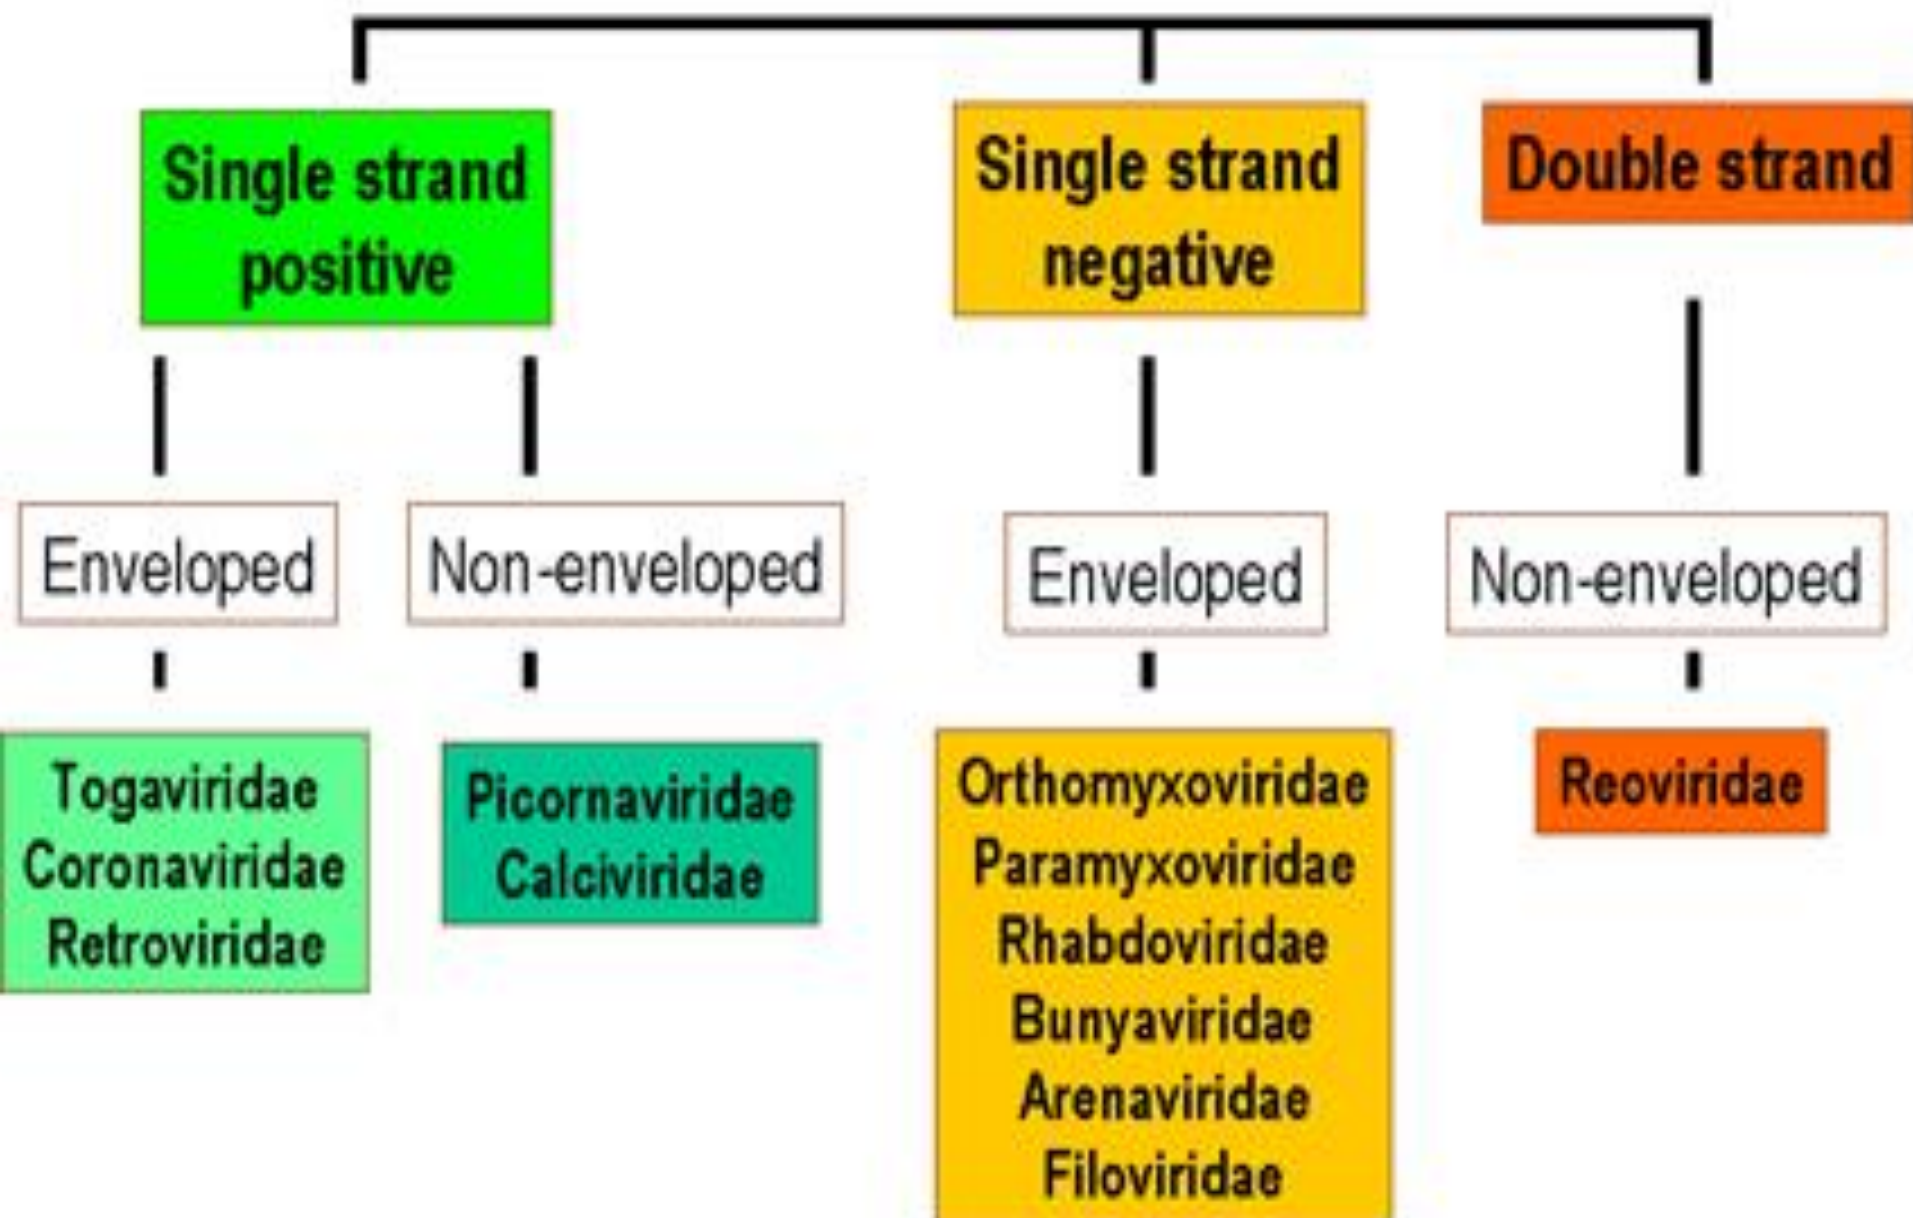 Single strand
positive
Single strand
negative
Double strand
Enveloped
Non-enveloped
Enveloped
Non-enveloped
Togaviridae
Coronaviridae
Retroviridae
Picornaviridae
Calciviridae
Orthomyxoviridae
Paramyxoviridae
Rhabdoviridae
Bunyaviridae
Arenaviridae
Filoviridae
Reoviridae